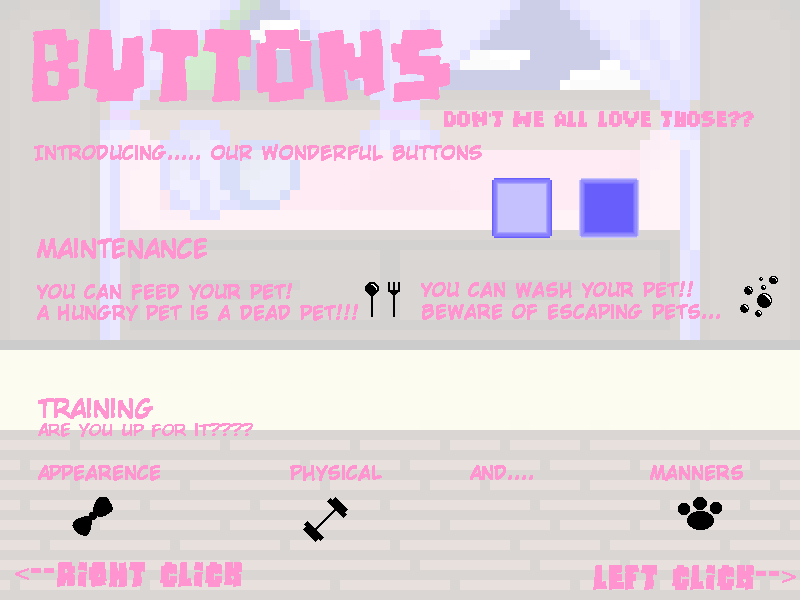 BUTTONS
DON'T WE ALL LOVE THOSE??
INTRODUCING..... OUR WONDERFUL BUTTONS
MAINTENANCE
YOU CAN FEED YOUR PET!
A HUNGRY PET IS A DEAD PET!!!
YOU CAN WASH YOUR PET!!
BEWARE OF ESCAPING PETS...
TRAINING
ARE YOU UP FOR IT????
APPEARENCE PHYSICAL AND.... MANNERS
<--RIGHT CLICK LEFT CLICK-->